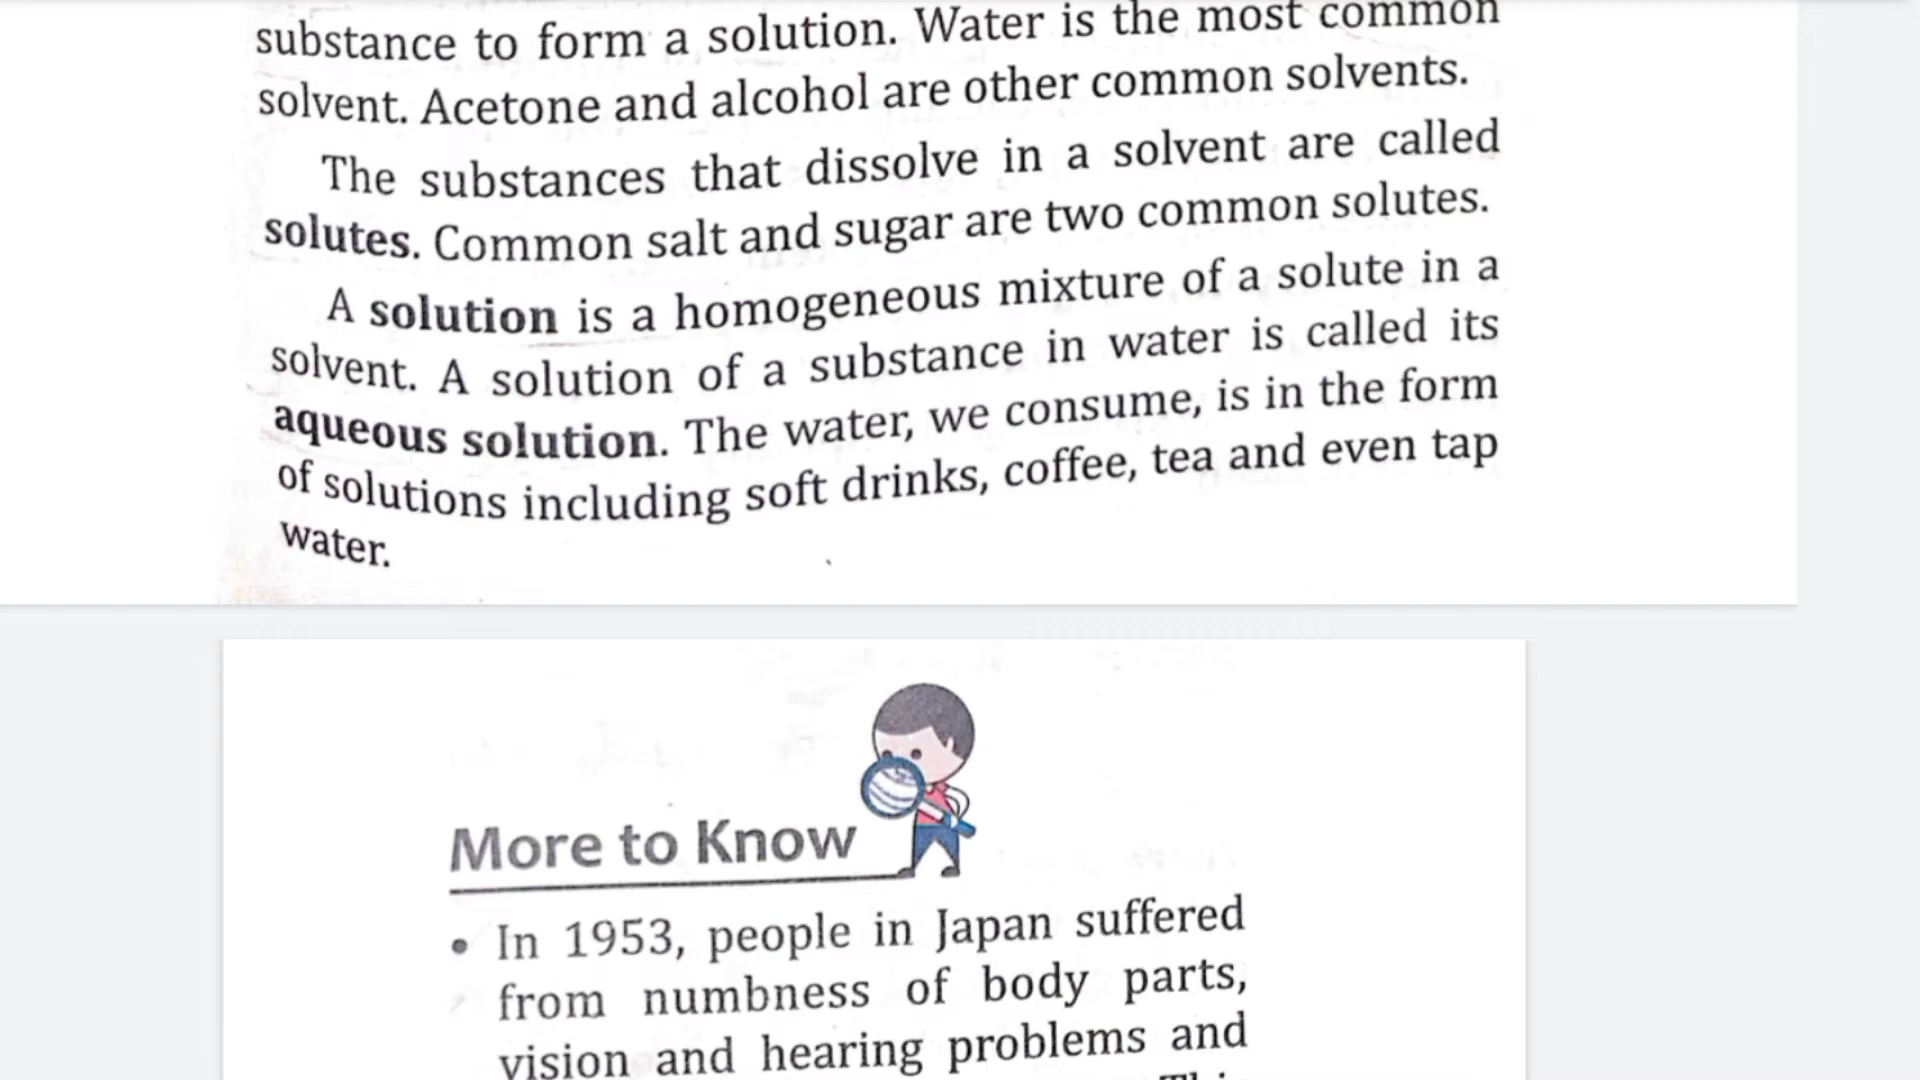 substance to form a solution. Water is the most common
solvent. Acetone and alcohol are other common solvents.
The substances that dissolve in a solvent are called
solutes. Common salt and sugar are two common solutes.
A solution is a homogeneous mixture of a solute in a
solvent. A solution of a substance in water is called its
aqueous solution. The water, we consume, is in the form
of solutions including soft drinks, coffee, tea and even tap
water.
More to Know
• In 1953, people in Japan suffered
from numbness of body parts,
vision and hearing problems and